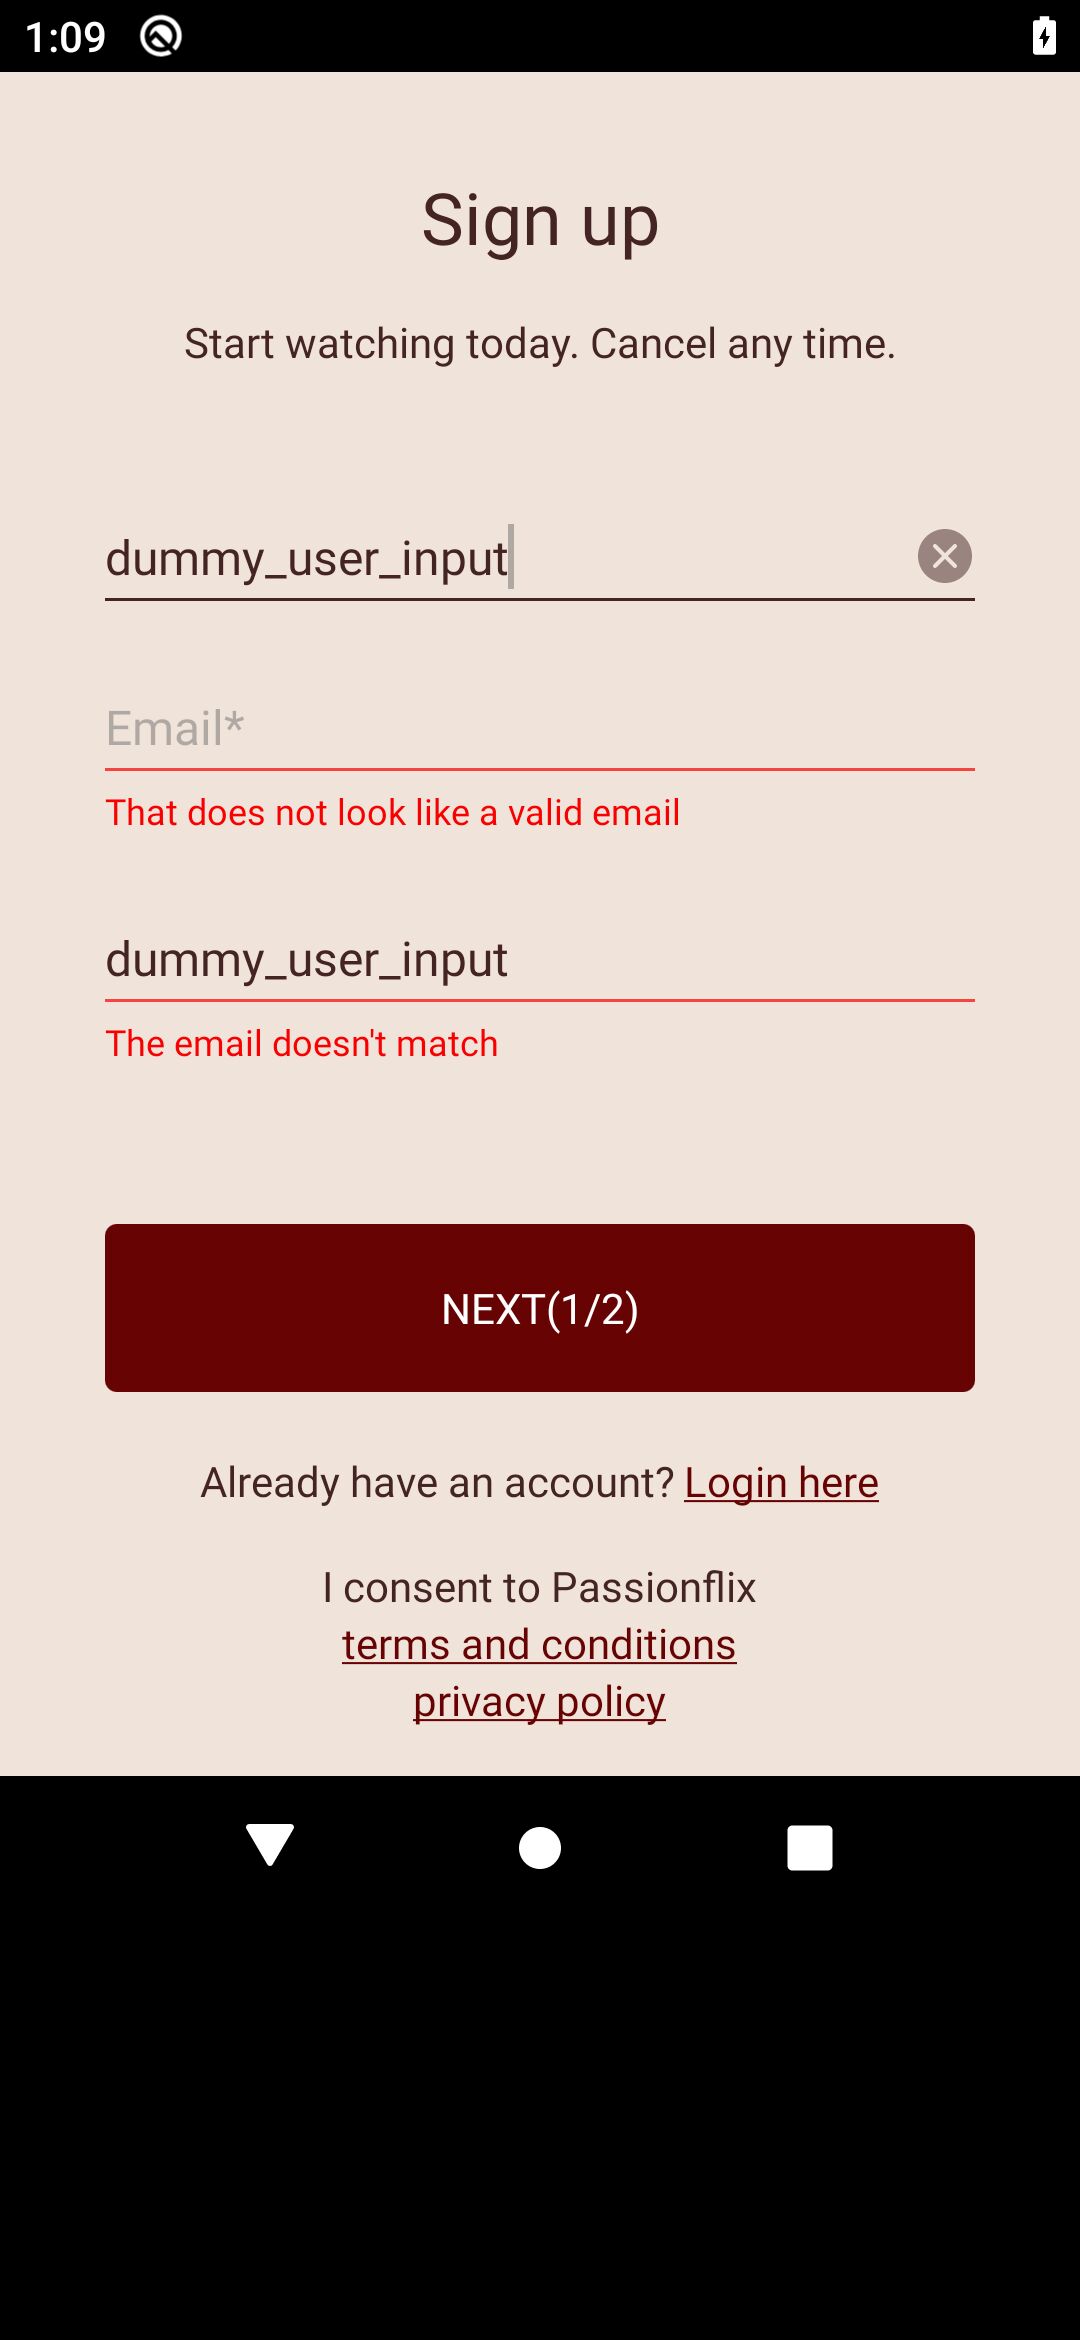 1:09
Sign up
Start watching today. Cancel any time.
dummy_user_input
Email*
That does not look like a valid email
dummy_user_input
The email doesn't match
NEXT(1/2)
Already have an account? Login here
I consent to Passionflix
terms and conditions
privacy policy